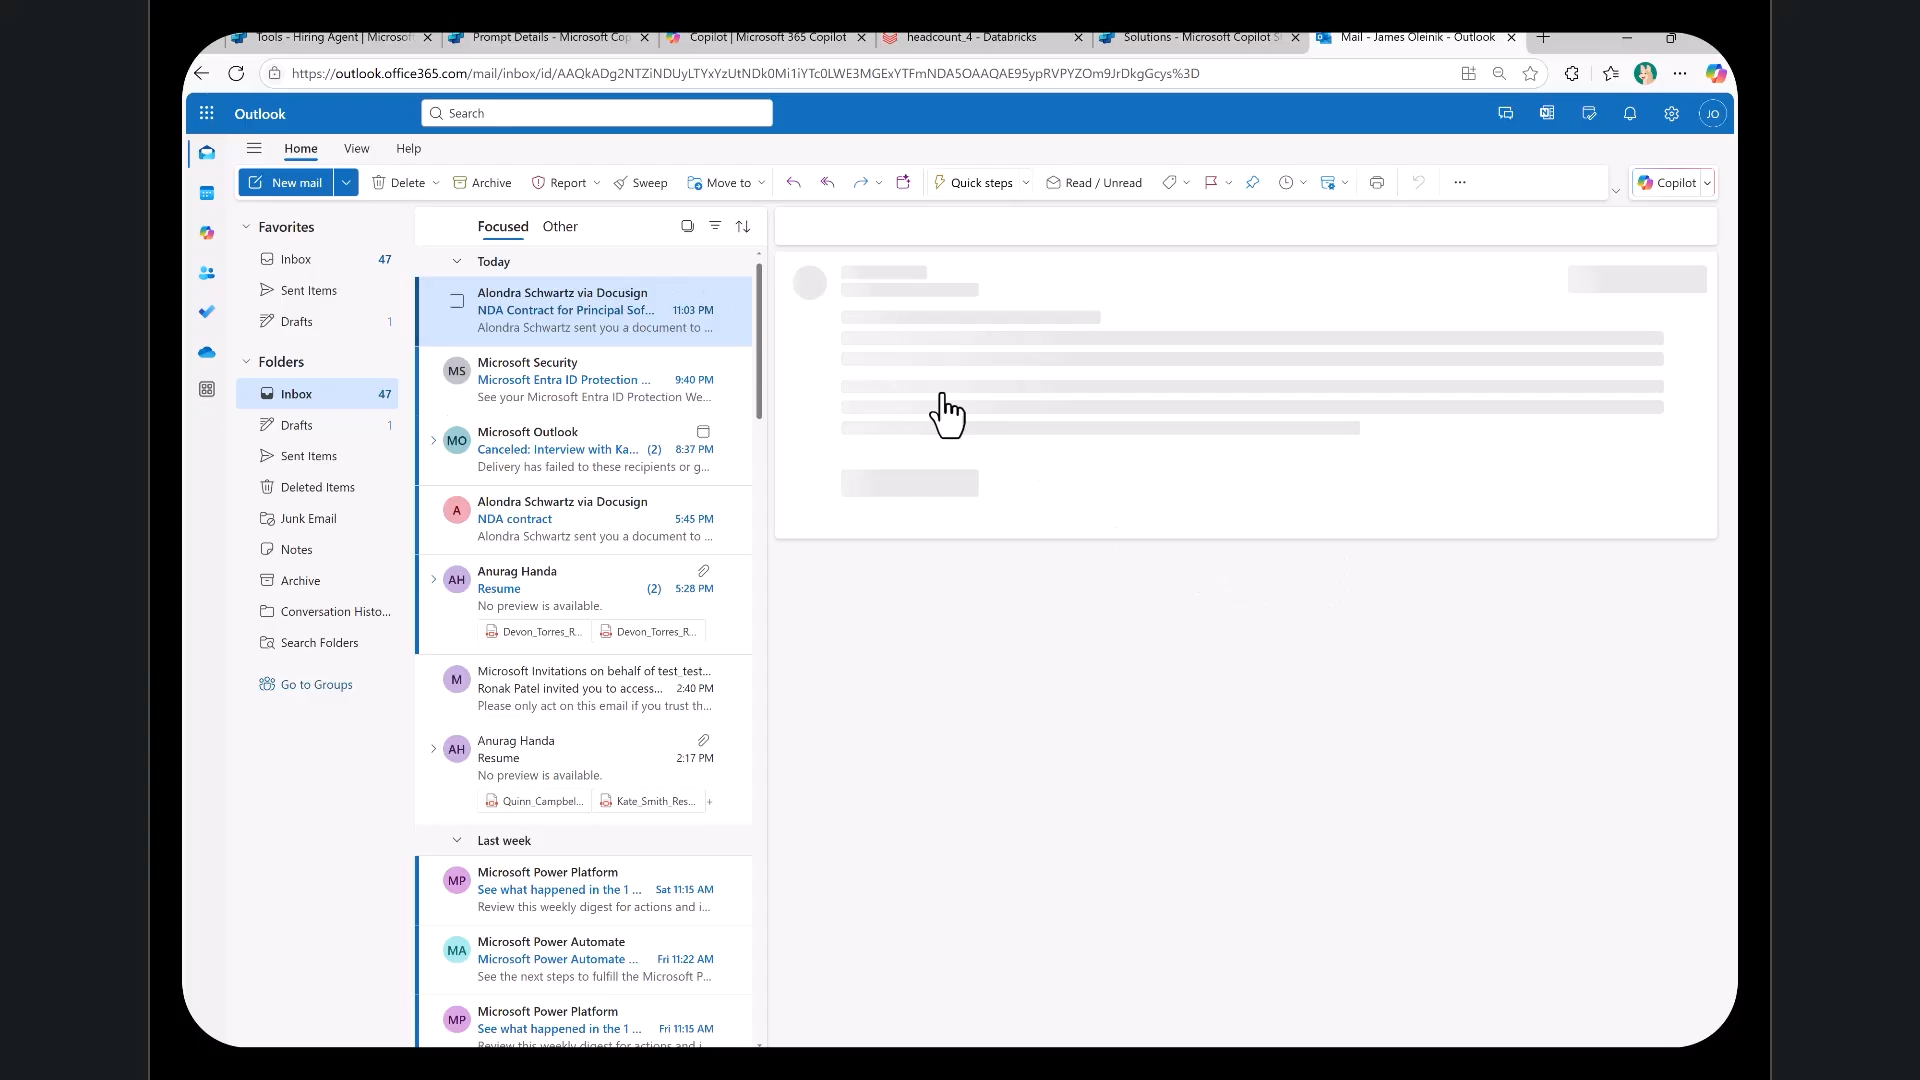 Tools - Hiring Agent | Microsof
Prompt Details - Microsoft Cop
Copilot | Microsoft 365 Copilot
headcount_4 - Databricks
Solutions - Microsoft Copilot S
Mail - James Oleinik - Outlook
https://outlook.office365.com/mail/inbox/id/AAQkADg2NTZiNDUyLTYxYzUtNDk0Mi1iYTc0LWE3MGExYTFmNDA5OAAQAE95ypRVPYZOm9JrDkgGcys%3D
Outlook
Search
JO
Home
View
Help
New mail
Delete
Archive
Report
Sweep
Move to
Quick steps
Read / Unread
Copilot
Favorites
Inbox 47
Sent Items
Drafts 1
Folders
Inbox 47
Drafts 1
Sent Items
Deleted Items
Junk Email
Notes
Archive
Conversation Histo...
Search Folders
Go to Groups
Focused
Other
Today
Alondra Schwartz via Docusign
NDA Contract for Principal Sof... 11:03 PM
Alondra Schwartz sent you a document to ...
MS
Microsoft Security
Microsoft Entra ID Protection ... 9:40 PM
See your Microsoft Entra ID Protection We...
MO
Microsoft Outlook
Canceled: Interview with Ka... (2) 8:37 PM
Delivery has failed to these recipients or g...
A
Alondra Schwartz via Docusign
NDA contract 5:45 PM
Alondra Schwartz sent you a document to ...
AH
Anurag Handa
Resume (2) 5:28 PM
No preview is available.
Devon_Torres_R...
Devon_Torres_R...
M
Microsoft Invitations on behalf of test_test...
Ronak Patel invited you to access... 2:40 PM
Please only act on this email if you trust th...
AH
Anurag Handa
Resume 2:17 PM
No preview is available.
Quinn_Campbel...
Kate_Smith_Res...
+
Last week
MP
Microsoft Power Platform
See what happened in the 1 ... Sat 11:15 AM
Review this weekly digest for actions and i...
MA
Microsoft Power Automate
Microsoft Power Automate ... Fri 11:22 AM
See the next steps to fulfill the Microsoft P...
MP
Microsoft Power Platform
See what happened in the 1 ... Fri 11:15 AM
Review this weekly digest for actions and i